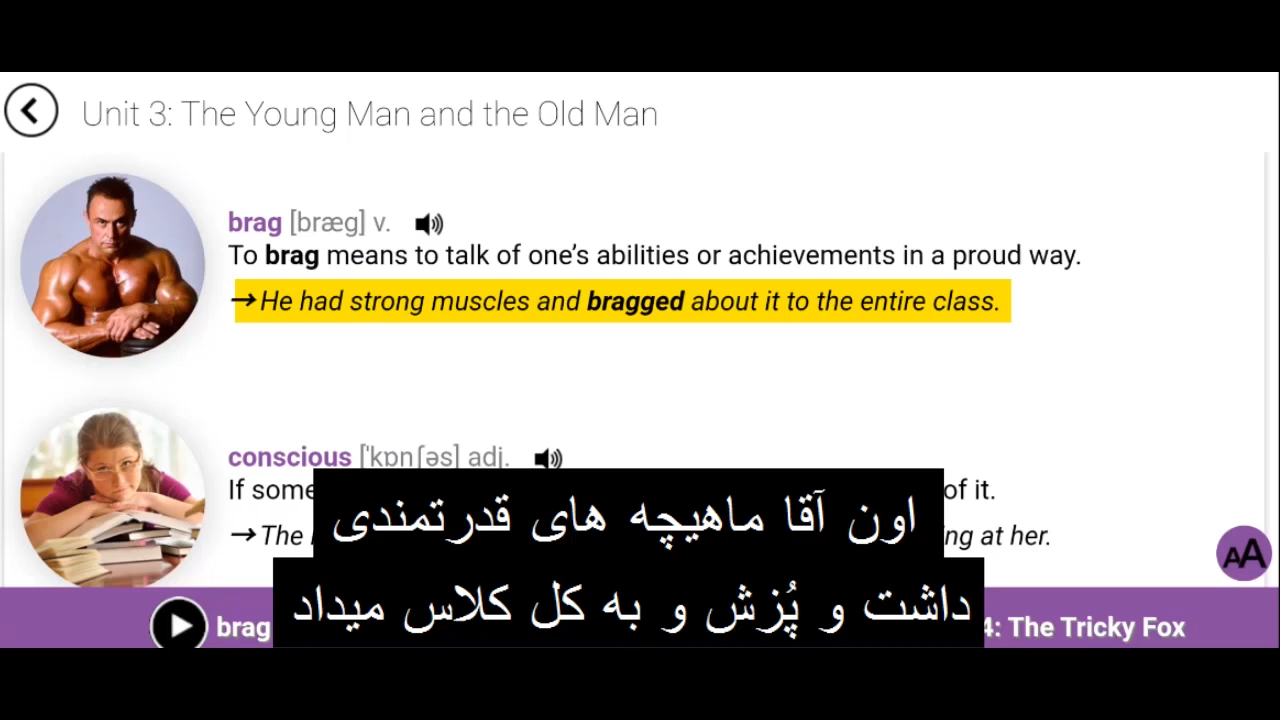 Unit 3: The Young Man and the Old Man
brag [bræg] v.
To brag means to talk of one's abilities or achievements in a proud way.
→ He had strong muscles and bragged about it to the entire class.
conscious [ˈkɒnʃəs] adj.
If some of it.
→ The ng at her.
اون آقا ماهیچه های قدرتمندی
داشت و پُزش و به کل کلاس میداد
AA
brag 4: The Tricky Fox